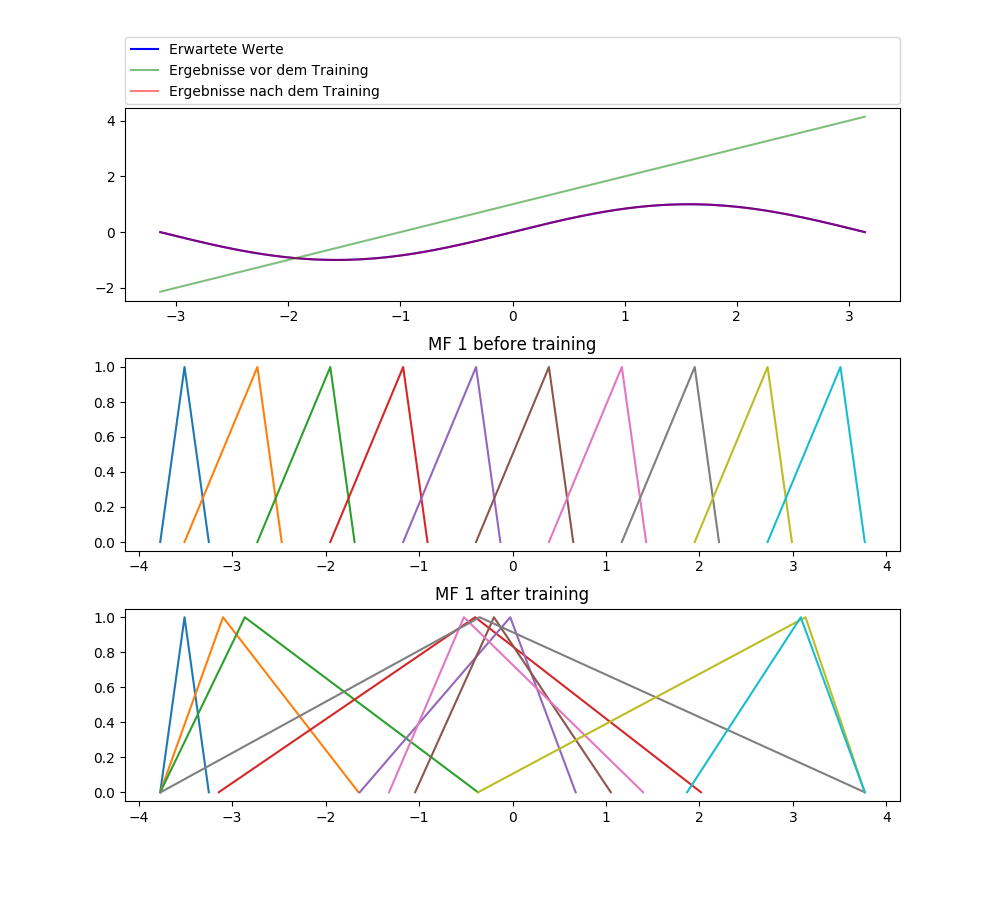 Erwartete Werte
Ergebnisse vor dem Training
Ergebnisse nach dem Training
4
2
0
−2
−3 −2 −1 0 1 2 3
MF 1 before training
1.0
0.8
0.6
0.4
0.2
0.0
−4 −3 −2 −1 0 1 2 3 4
MF 1 after training
1.0
0.8
0.6
0.4
0.2
0.0
−4 −3 −2 −1 0 1 2 3 4